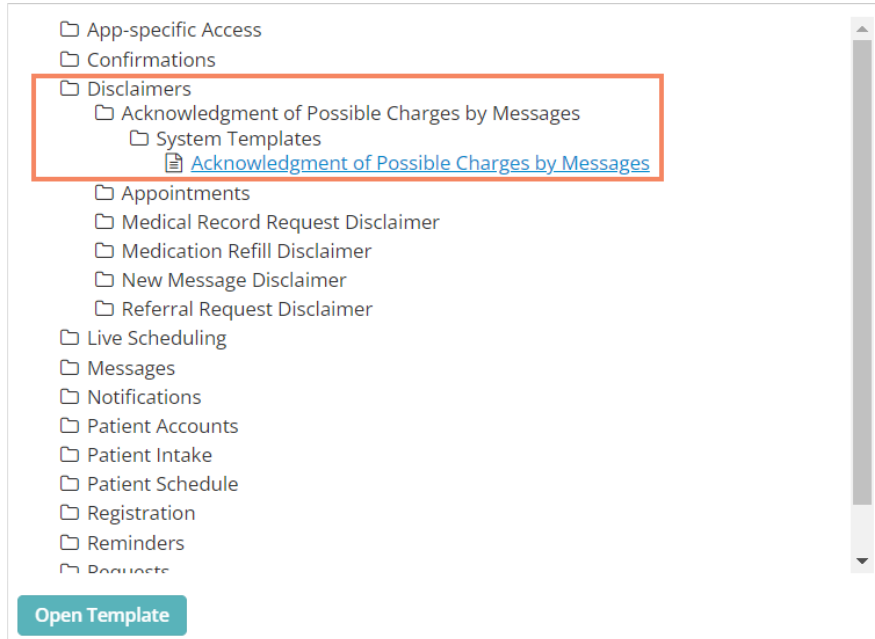 App-specific Access
Confirmations
Disclaimers
Acknowledgment of Possible Charges by Messages
System Templates
Acknowledgment of Possible Charges by Messages
Appointments
Medical Record Request Disclaimer
Medication Refill Disclaimer
New Message Disclaimer
Referral Request Disclaimer
Live Scheduling
Messages
Notifications
Patient Accounts
Patient Intake
Patient Schedule
Registration
Reminders
Requests
Open Template